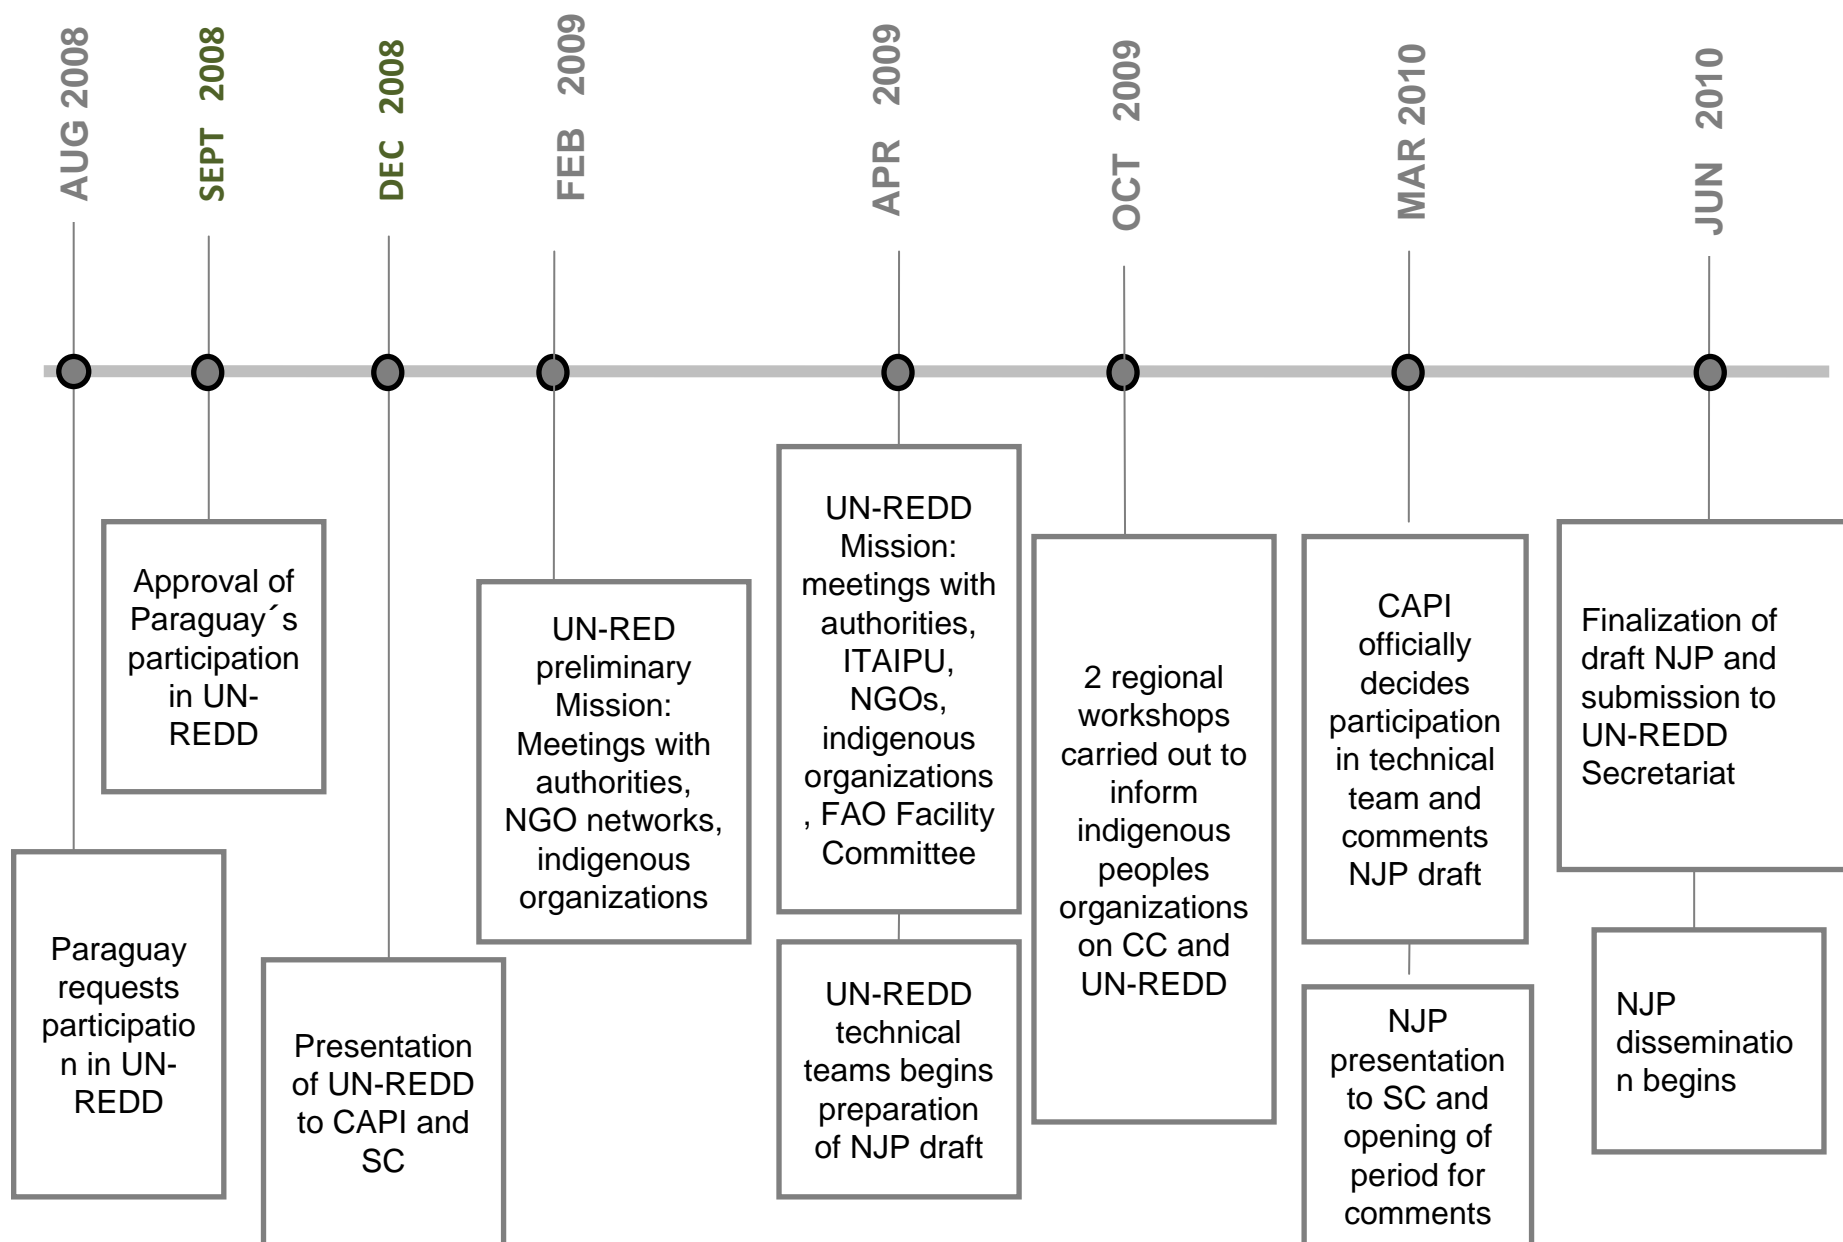 AUG 2008
SEPT 2008
DEC 2008
FEB 2009
APR 2009
OCT 2009
MAR 2010
JUN 2010
Paraguay
requests
participatio
n in UN-
REDD
Approval of
Paraguay´s
participation
in UN-
REDD
Presentation
of UN-REDD
to CAPI and
SC
UN-RED
preliminary
Mission:
Meetings with
authorities,
NGO networks,
indigenous
organizations
UN-REDD
Mission:
meetings with
authorities,
ITAIPU,
NGOs,
indigenous
organizations
, FAO Facility
Committee
UN-REDD
technical
teams begins
preparation
of NJP draft
2 regional
workshops
carried out to
inform
indigenous
peoples
organizations
on CC and
UN-REDD
CAPI
officially
decides
participation
in technical
team and
comments
NJP draft
NJP
presentation
to SC and
opening of
period for
comments
Finalization of
draft NJP and
submission to
UN-REDD
Secretariat
NJP
disseminatio
n begins